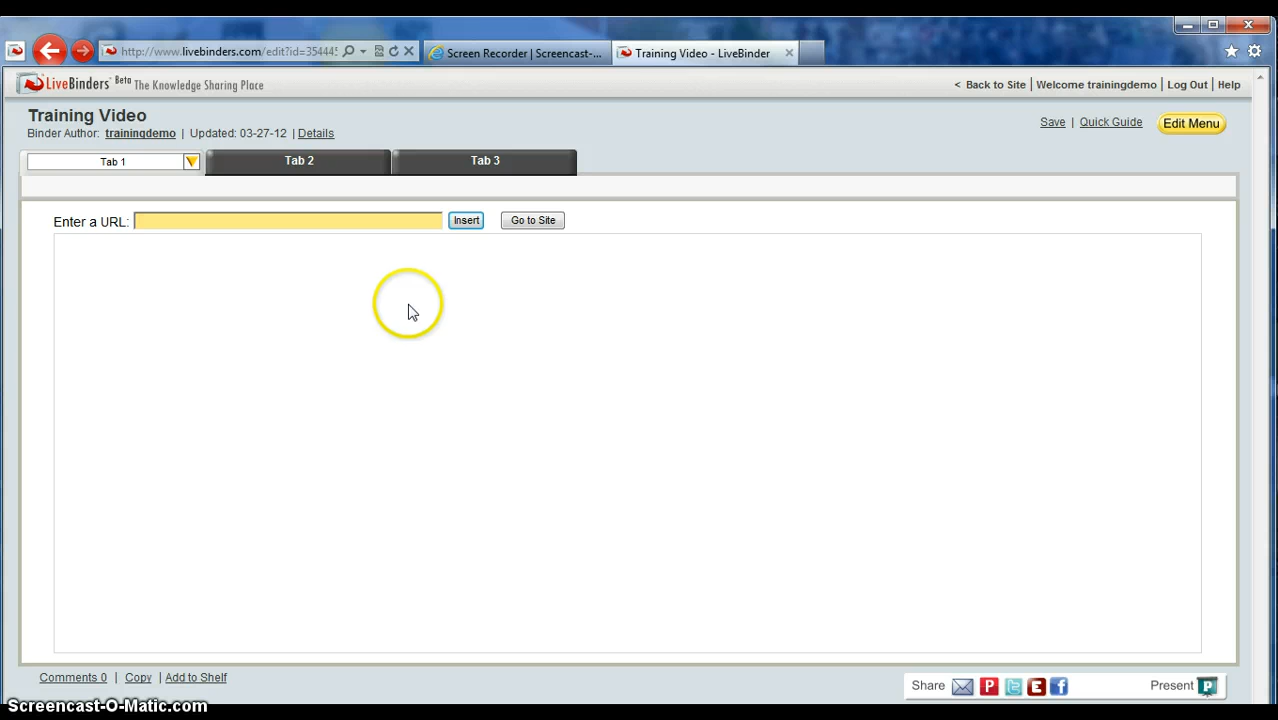 http://www.livebinders.com/edit?id=35444
Screen Recorder | Screencast-...
Training Video - LiveBinder
LiveBinders Beta The Knowledge Sharing Place
< Back to Site | Welcome trainingdemo | Log Out | Help
Training Video
Binder Author: trainingdemo | Updated: 03-27-12 | Details
Save | Quick Guide
Edit Menu
Tab 1
Tab 2
Tab 3
Enter a URL:
Insert
Go to Site
Comments 0 | Copy | Add to Shelf
Share
Present
Screencast-O-Matic.com